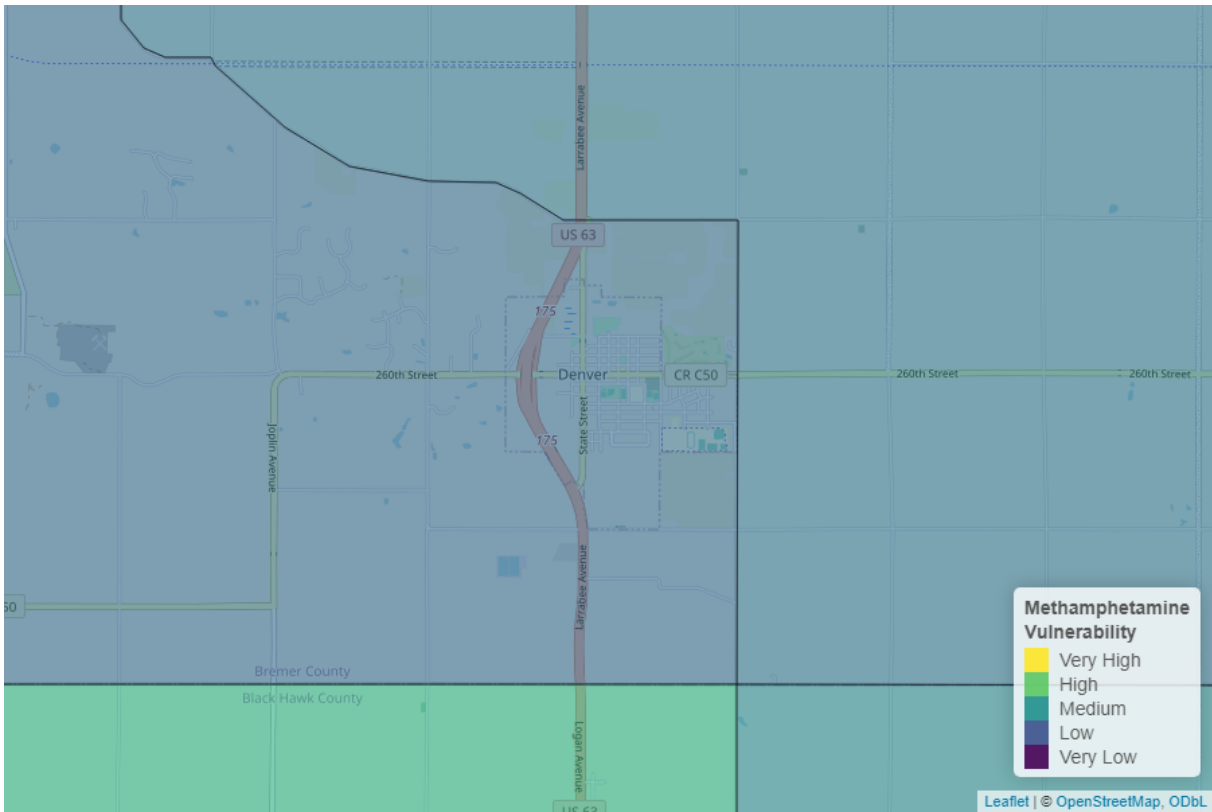 Larrabee Avenue
US 63
175
260th Street
Denver
CR C50
260th Street
260th Street
State Street
175
Joplin Avenue
Larrabee Avenue
50
Bremer County
Black Hawk County
Logan Avenue
US 63
Methamphetamine
Vulnerability
Very High
High
Medium
Low
Very Low
Leaflet | © OpenStreetMap, ODbL